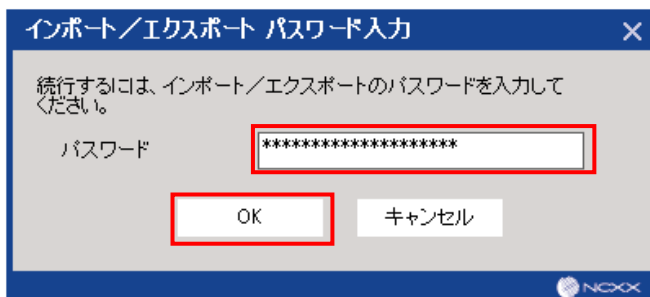 インポート／エクスポート パスワード入力
続行するには、インポート／エクスポートのパスワードを入力して
ください。
パスワード
********************
OK
キャンセル
NCXX